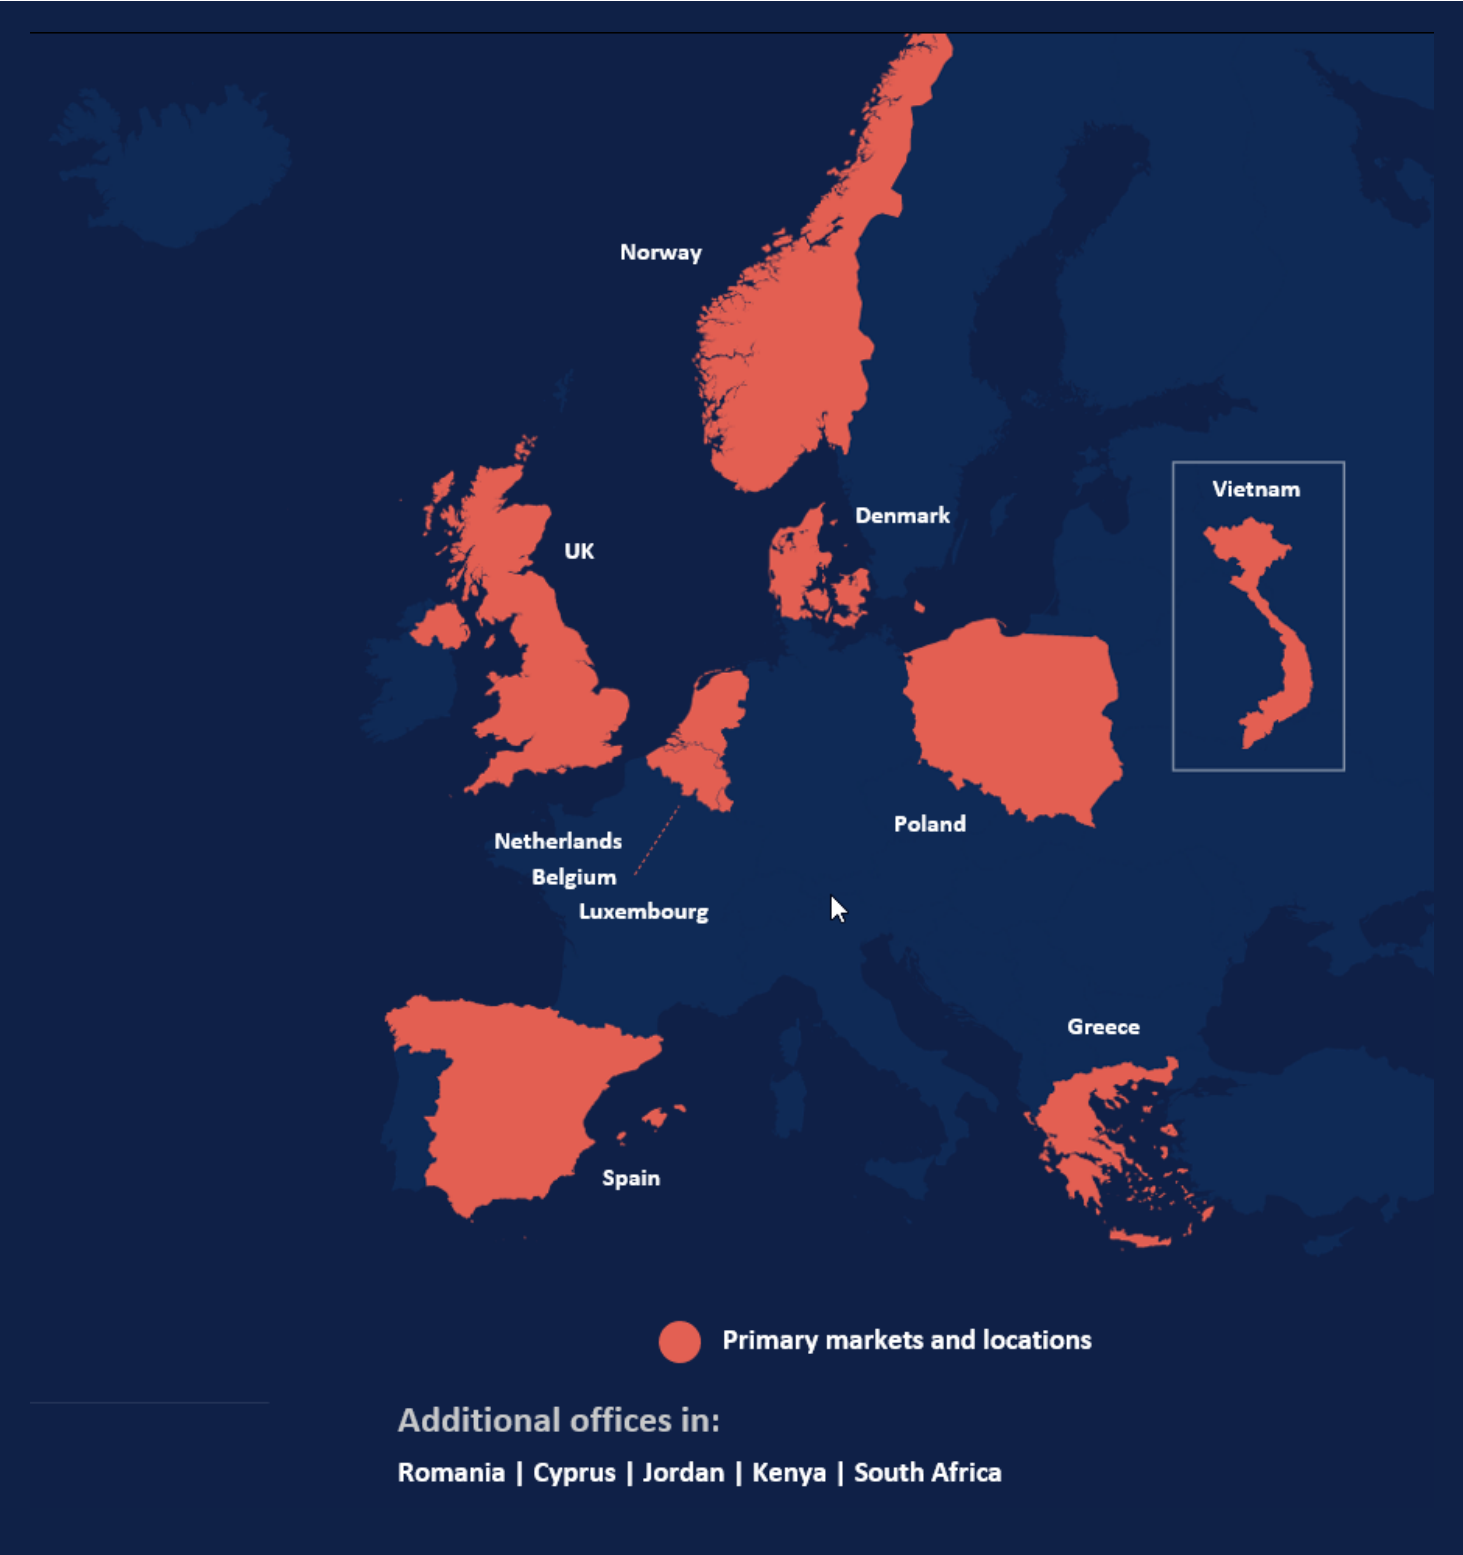 Norway
Vietnam
Denmark
UK
Poland
Netherlands
Belgium
Luxembourg
Greece
Spain
Primary markets and locations
Additional offices in:
Romania | Cyprus | Jordan | Kenya | South Africa